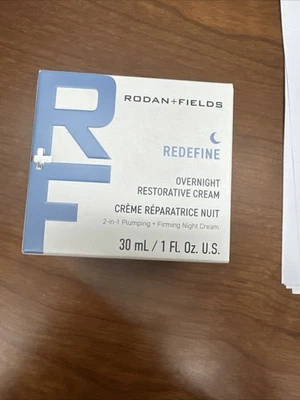 R+F
RODAN+FIELDS
REDEFINE
OVERNIGHT
RESTORATIVE CREAM
CRÈME RÉPARATRICE NUIT
2-in-1 Plumping + Firming Night Cream
30 mL / 1 Fl. Oz. U.S.